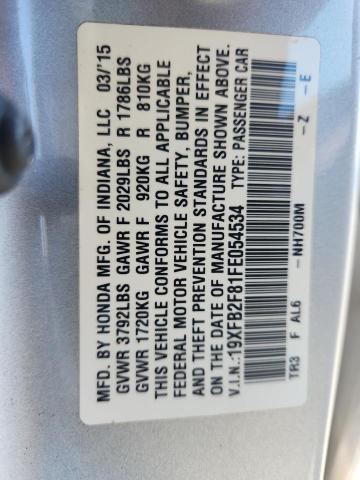 MFD. BY HONDA MFG. OF INDIANA, LLC 03/'15
GVWR 3792LBS GAWR F 2029LBS R 1786LBS
GVWR 1720KG GAWR F 920KG R 810KG
THIS VEHICLE CONFORMS TO ALL APPLICABLE
FEDERAL MOTOR VEHICLE SAFETY, BUMPER,
AND THEFT PREVENTION STANDARDS IN EFFECT
ON THE DATE OF MANUFACTURE SHOWN ABOVE.
V.I.N.:19XFB2F81FE054534 TYPE: PASSENGER CAR
TR3 F AL6 -NH700M -Z -E